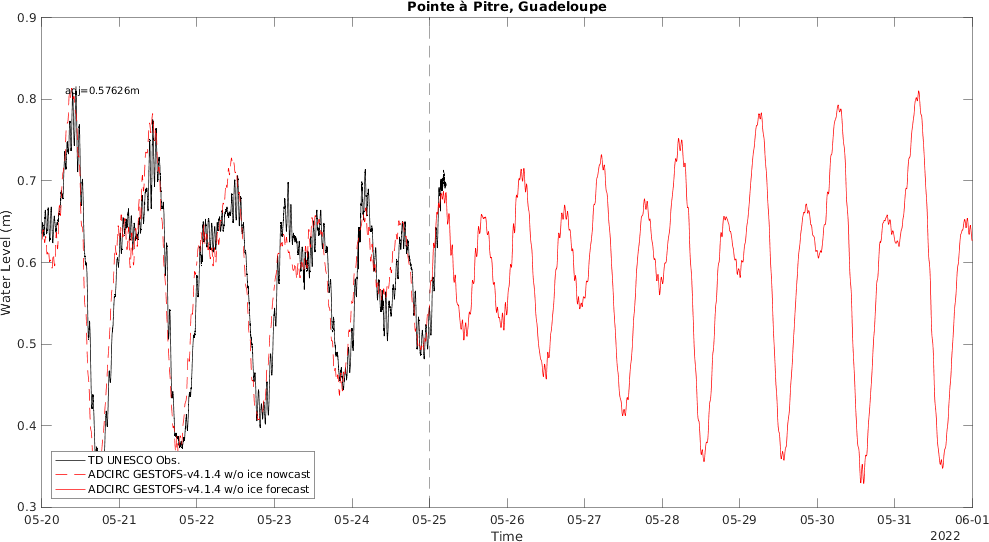 Pointe à Pitre, Guadeloupe
0.9
0.8
0.7
0.6
0.5
0.4
0.3
Water Level (m)
adj=0.57626m
TD UNESCO Obs.
ADCIRC GESTOFS-v4.1.4 w/o ice nowcast
ADCIRC GESTOFS-v4.1.4 w/o ice forecast
05-20 05-21 05-22 05-23 05-24 05-25 05-26 05-27 05-28 05-29 05-30 05-31 06-01
Time
2022